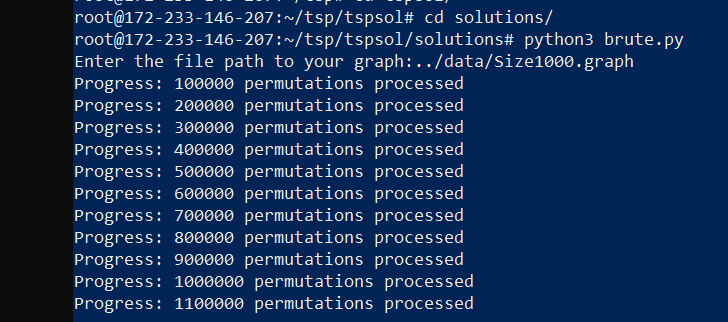 root@172-233-146-207:~/tsp/tspsol# cd solutions/
root@172-233-146-207:~/tsp/tspsol/solutions# python3 brute.py
Enter the file path to your graph:../data/Size1000.graph
Progress: 100000 permutations processed
Progress: 200000 permutations processed
Progress: 300000 permutations processed
Progress: 400000 permutations processed
Progress: 500000 permutations processed
Progress: 600000 permutations processed
Progress: 700000 permutations processed
Progress: 800000 permutations processed
Progress: 900000 permutations processed
Progress: 1000000 permutations processed
Progress: 1100000 permutations processed